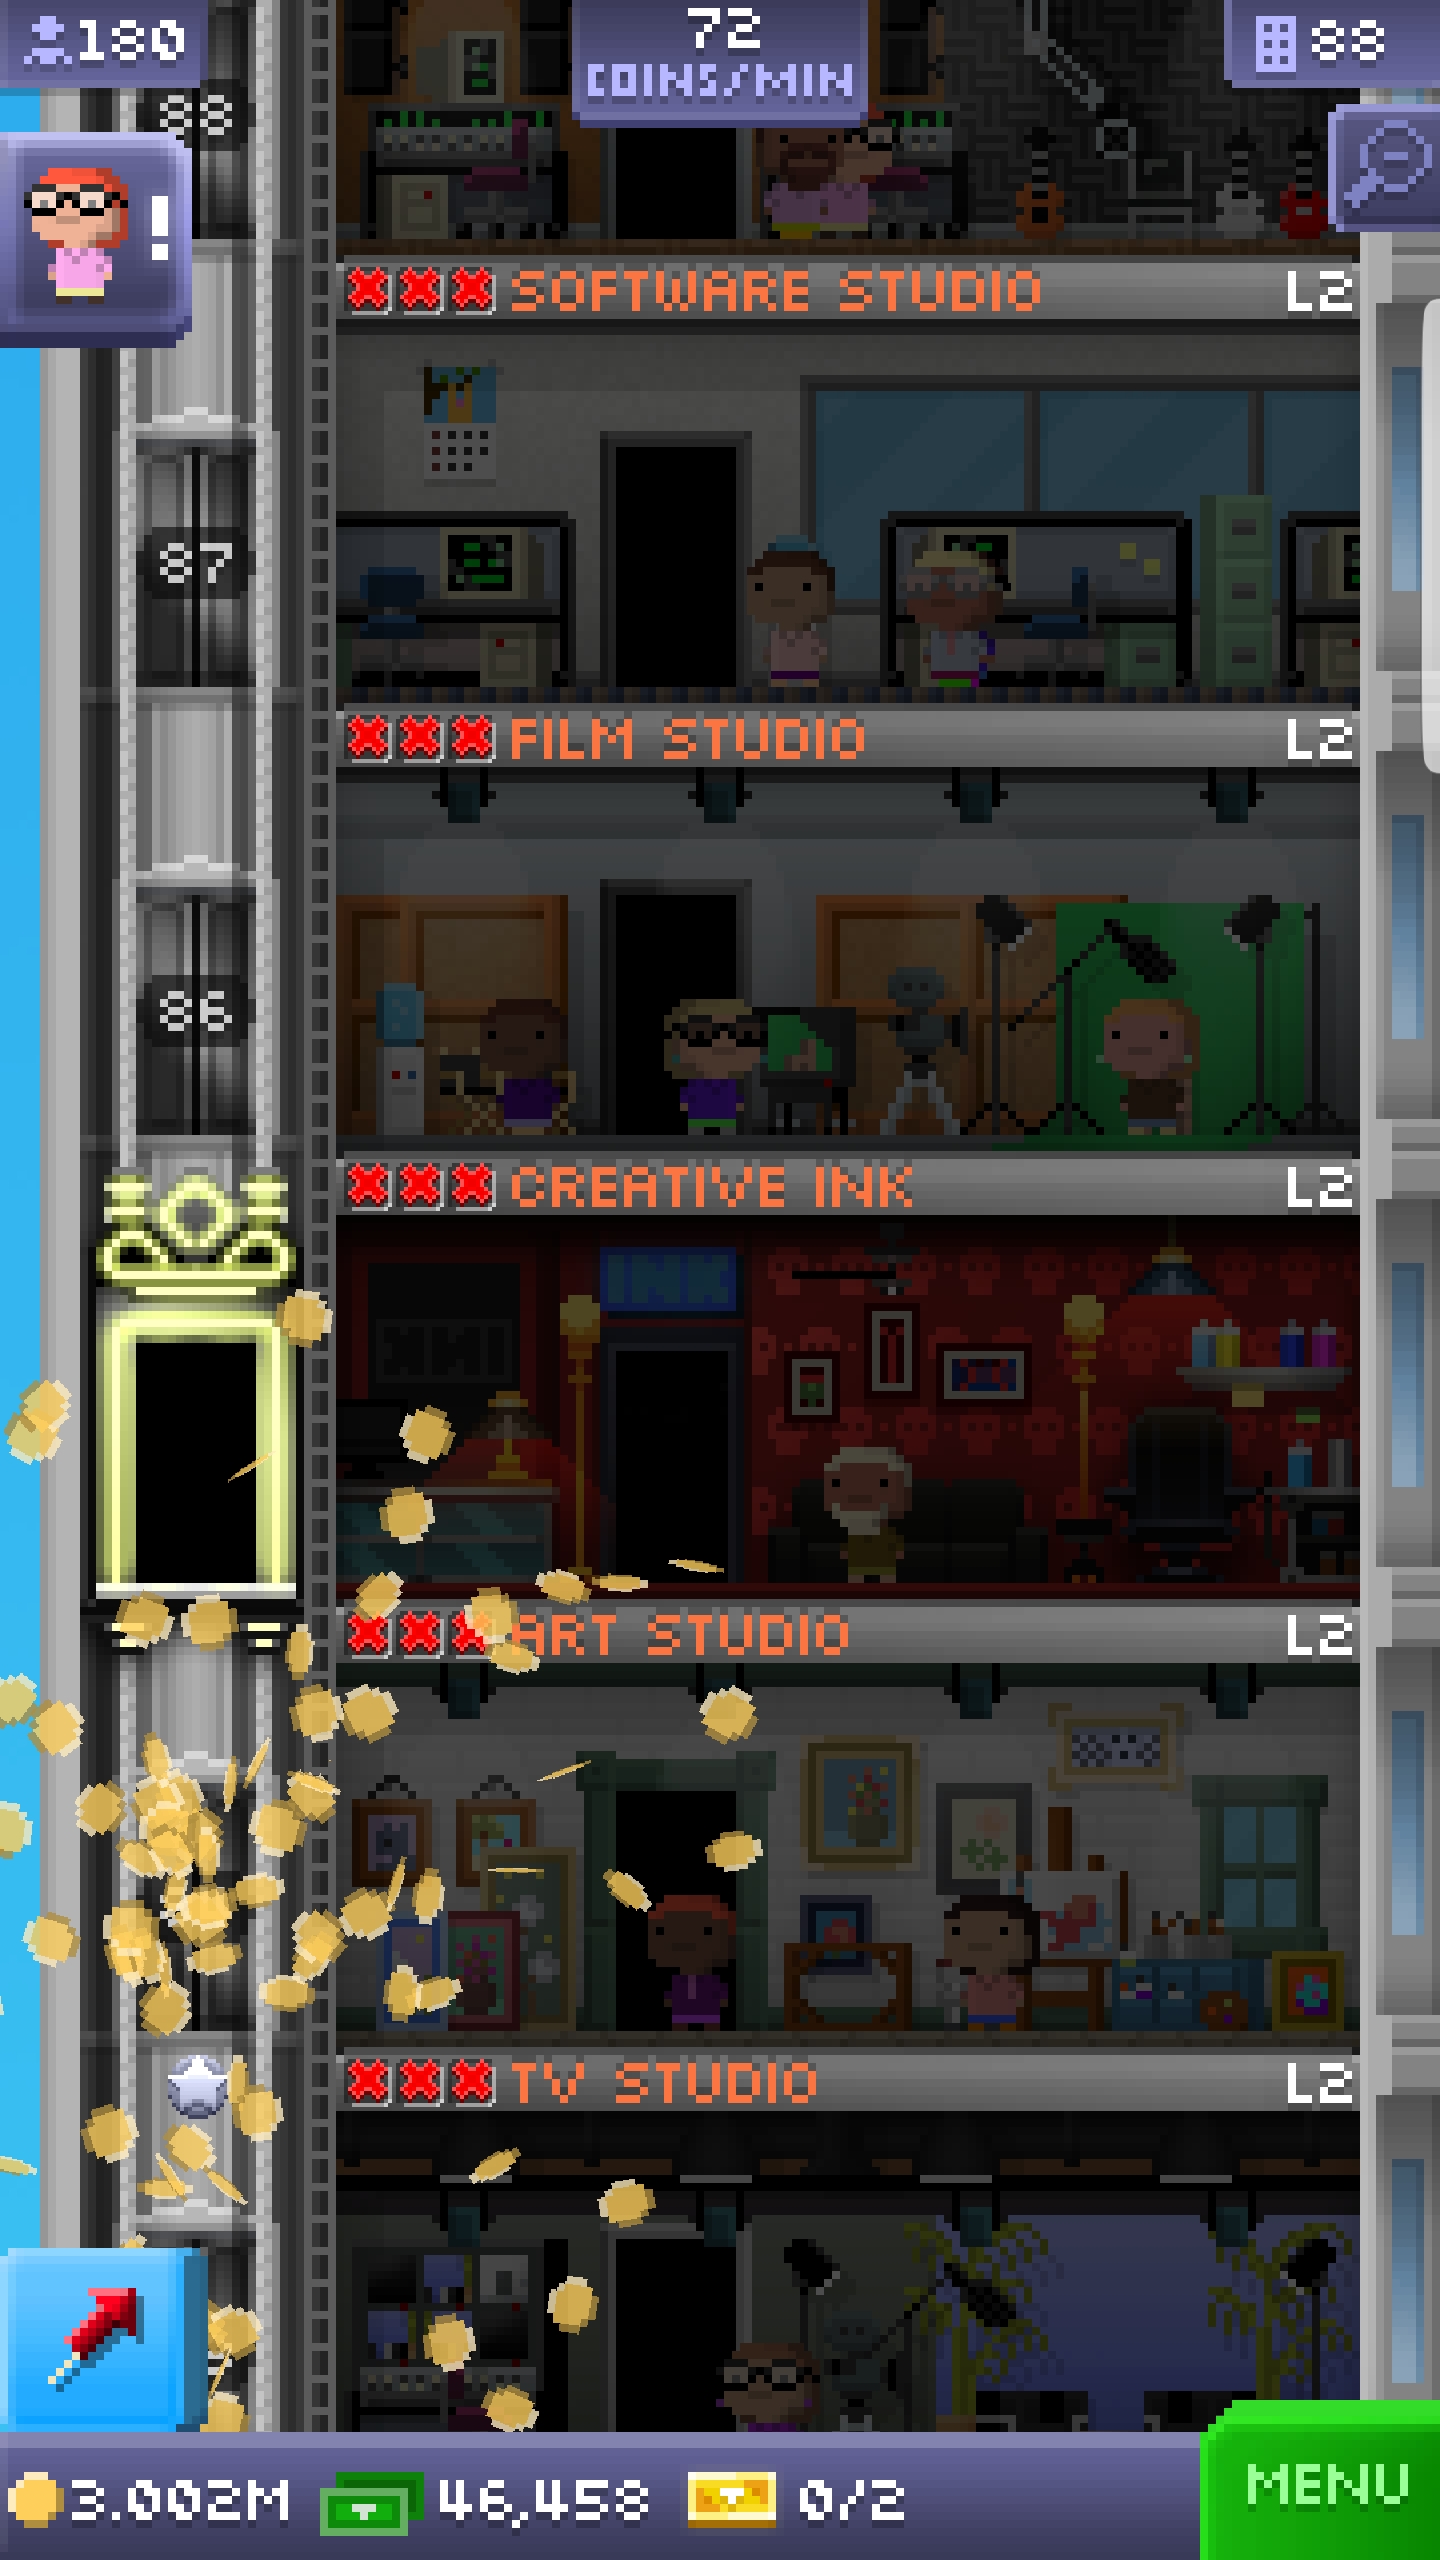 180
72
COINS/MIN
88
88
!
SOFTWARE STUDIO L2
87
FILM STUDIO L2
86
CREATIVE INK L2
INK
ART STUDIO L2
TV STUDIO L2
3.002M 46,458 0/2
MENU